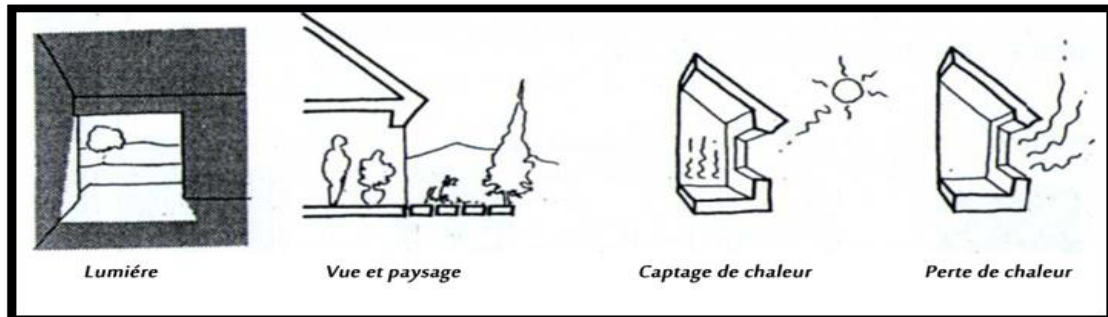 Lumiére
Vue et paysage
Captage de chaleur
Perte de chaleur